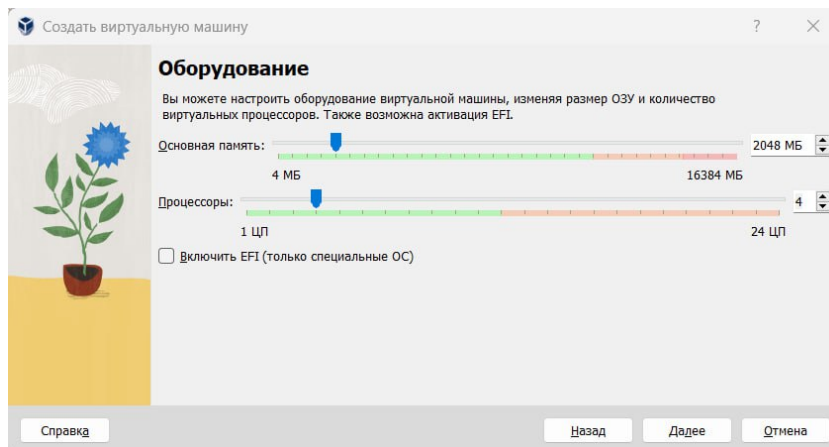 Создать виртуальную машину
?
Оборудование
Вы можете настроить оборудование виртуальной машины, изменяя размер ОЗУ и количество
виртуальных процессоров. Также возможна активация EFI.
Основная память: 2048 МБ
4 МБ 16384 МБ
Процессоры: 4
1 ЦП 24 ЦП
Включить EFI (только специальные ОС)
Справка Назад Далее Отмена